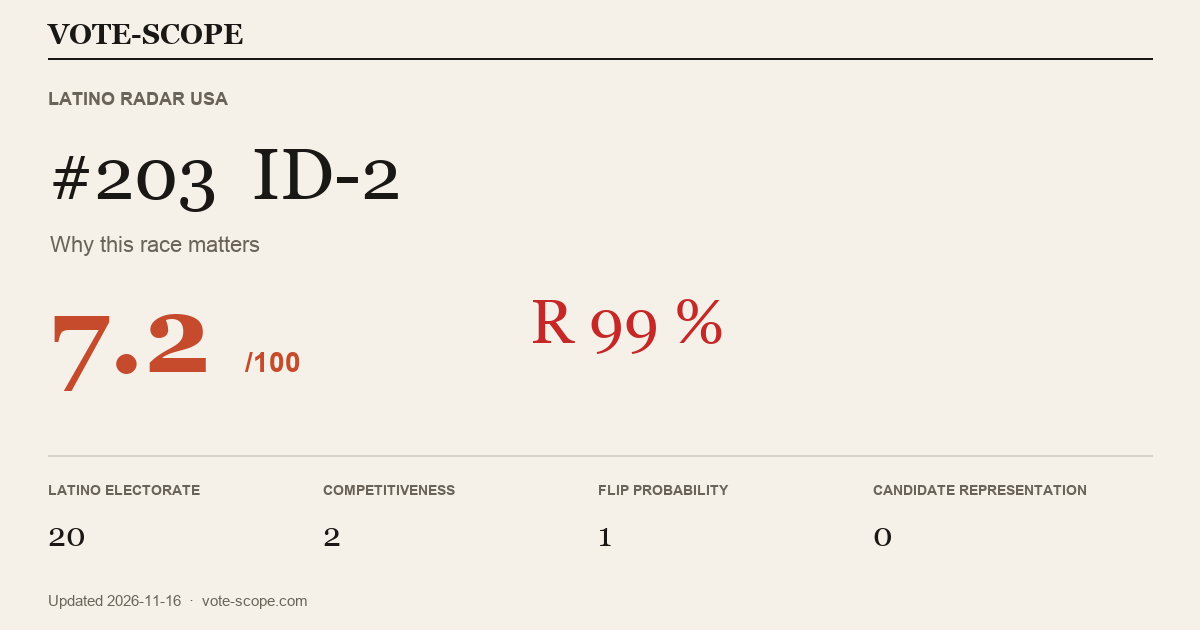 VOTE-SCOPE
LATINO RADAR USA
#203 ID-2
Why this race matters
7.2 /100
R 99 %
LATINO ELECTORATE
20
COMPETITIVENESS
2
FLIP PROBABILITY
1
CANDIDATE REPRESENTATION
0
Updated 2026-11-16 · vote-scope.com